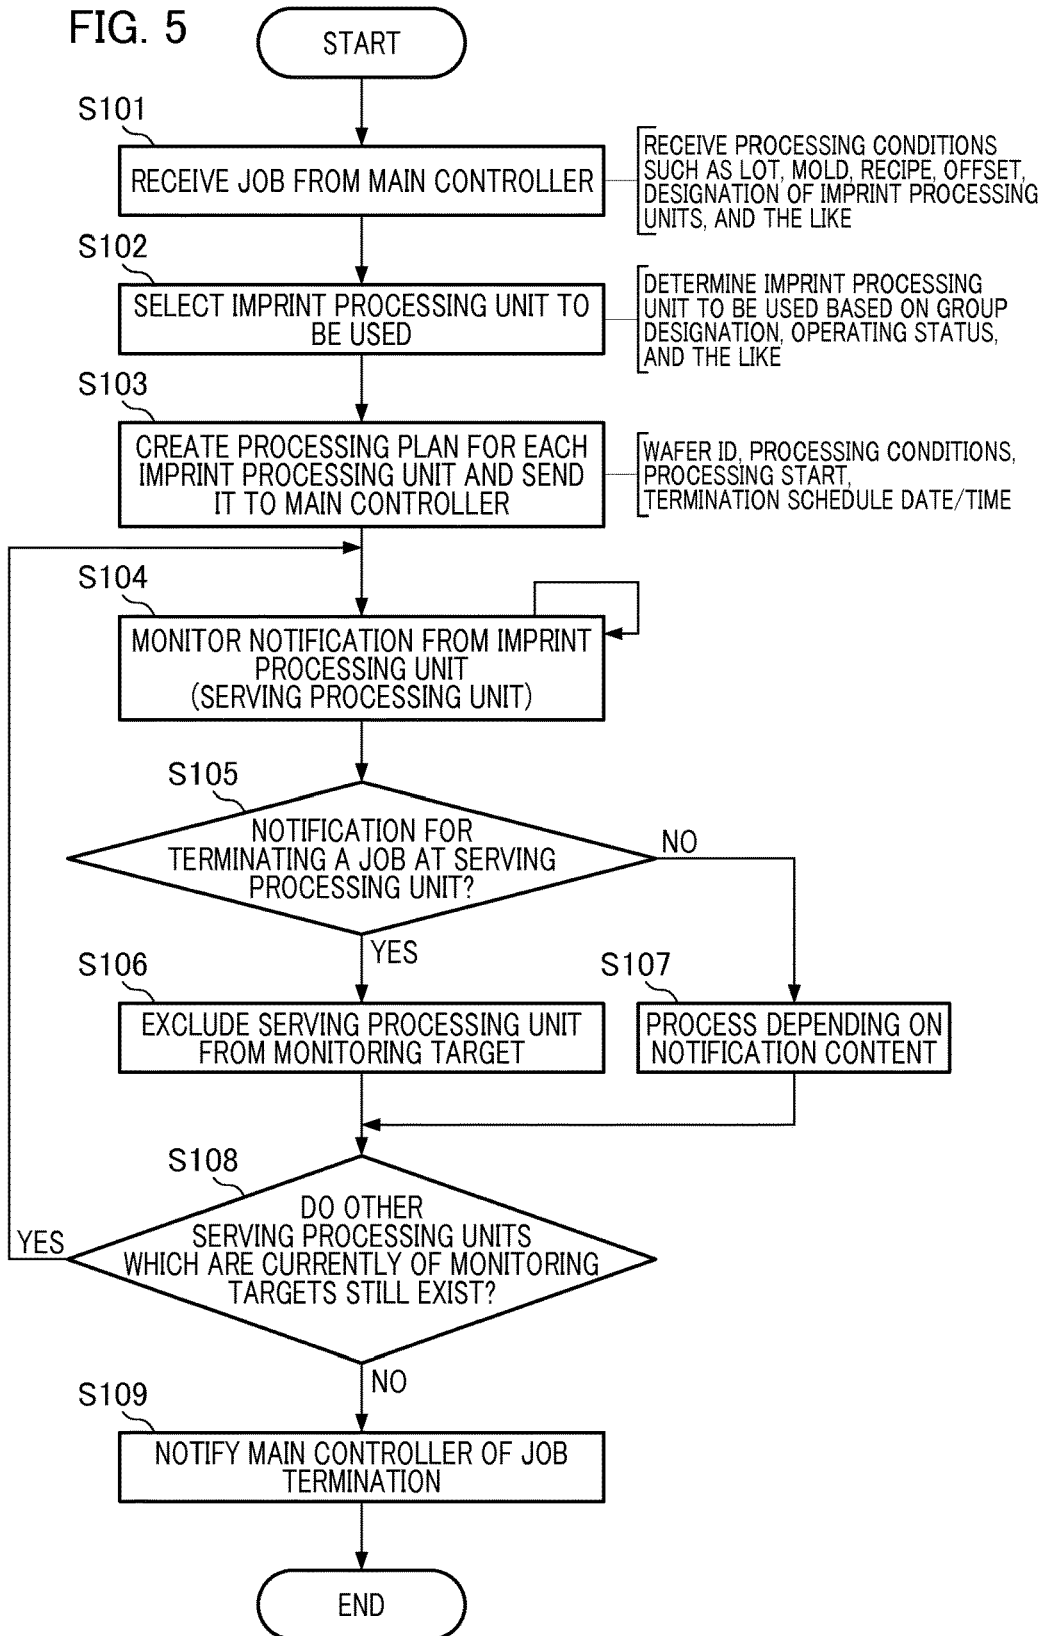 FIG. 5
START
S101
RECEIVE JOB FROM MAIN CONTROLLER
RECEIVE PROCESSING CONDITIONS
SUCH AS LOT, MOLD, RECIPE, OFFSET,
DESIGNATION OF IMPRINT PROCESSING
UNITS, AND THE LIKE
S102
SELECT IMPRINT PROCESSING UNIT TO
BE USED
DETERMINE IMPRINT PROCESSING
UNIT TO BE USED BASED ON GROUP
DESIGNATION, OPERATING STATUS,
AND THE LIKE
S103
CREATE PROCESSING PLAN FOR EACH
IMPRINT PROCESSING UNIT AND SEND
IT TO MAIN CONTROLLER
WAFER ID, PROCESSING CONDITIONS,
PROCESSING START,
TERMINATION SCHEDULE DATE/TIME
S104
MONITOR NOTIFICATION FROM IMPRINT
PROCESSING UNIT
(SERVING PROCESSING UNIT)
S105
NOTIFICATION FOR
TERMINATING A JOB AT SERVING
PROCESSING UNIT?
NO
YES
S106
EXCLUDE SERVING PROCESSING UNIT
FROM MONITORING TARGET
S107
PROCESS DEPENDING ON
NOTIFICATION CONTENT
S108
DO OTHER
SERVING PROCESSING UNITS
WHICH ARE CURRENTLY OF MONITORING
TARGETS STILL EXIST?
YES
NO
S109
NOTIFY MAIN CONTROLLER OF JOB
TERMINATION
END